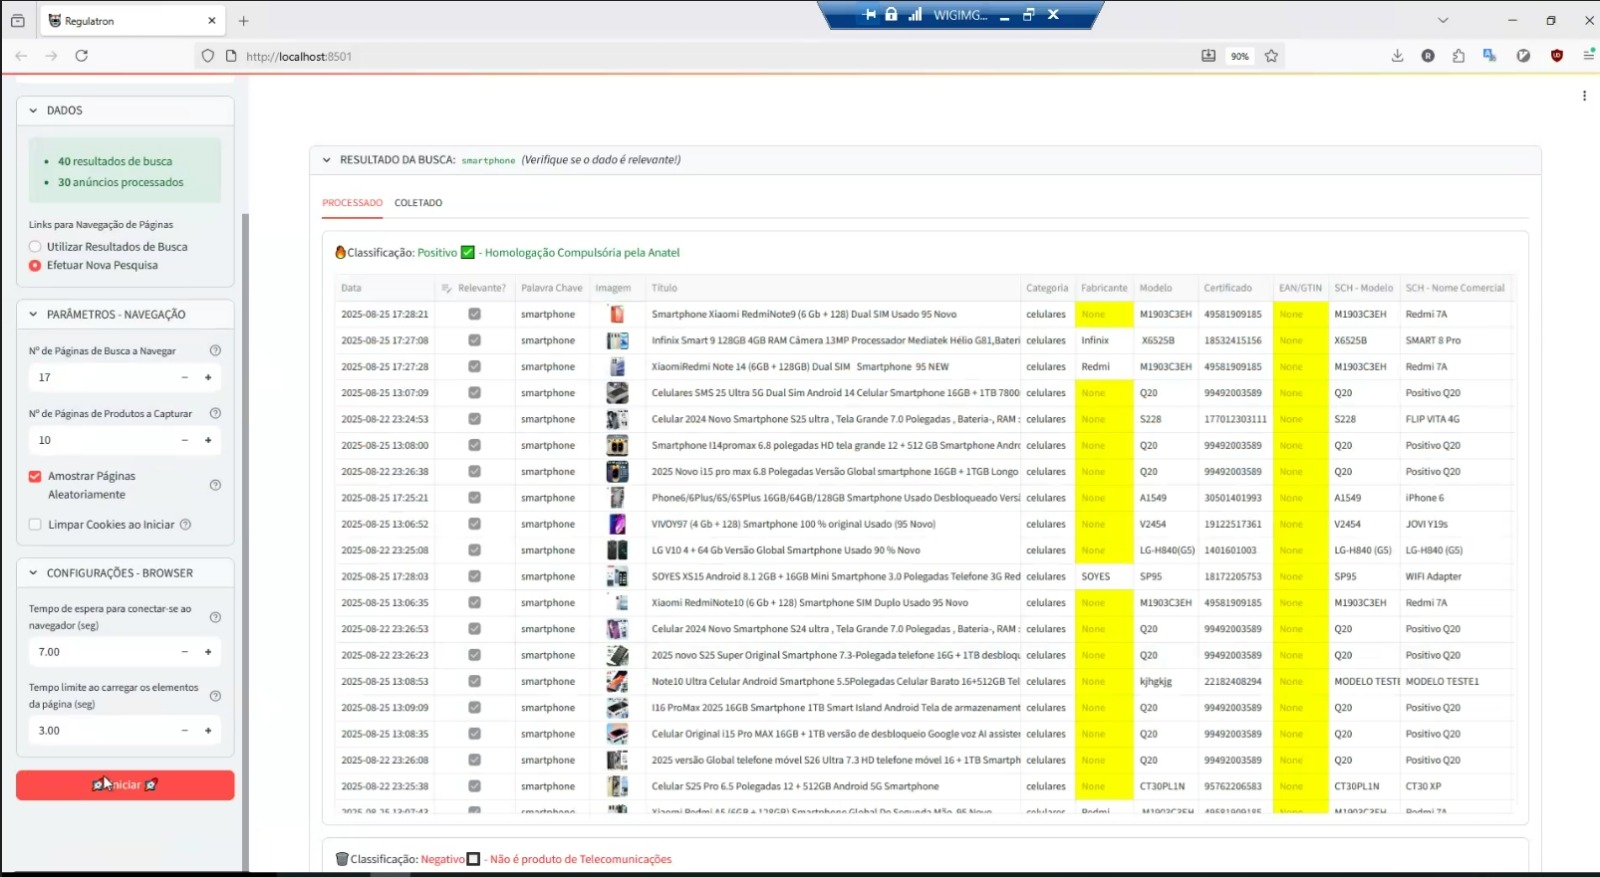 Regulatron
WIGIMG...
http://localhost:8501
90%
DADOS
40 resultados de busca
30 anúncios processados
Links para Navegação de Páginas
Utilizar Resultados de Busca
Efetuar Nova Pesquisa
PARÂMETROS - NAVEGAÇÃO
Nº de Páginas de Busca a Navegar
17
Nº de Páginas de Produtos a Capturar
10
Amostrar Páginas
Aleatoriamente
Limpar Cookies ao Iniciar
CONFIGURAÇÕES - BROWSER
Tempo de espera para conectar-se ao
navegador (seg)
7.00
Tempo limite ao carregar os elementos
da página (seg)
3.00
Iniciar
RESULTADO DA BUSCA: smartphone (Verifique se o dado é relevante!)
PROCESSADO COLETADO
Classificação: Positivo - Homologação Compulsória pela Anatel
Data Relevante? Palavra Chave Imagem Título Categoria Fabricante Modelo Certificado EAN/GTIN SCH - Modelo SCH - Nome Comercial
2025-08-25 17:28:21 smartphone Smartphone Xiaomi RedmiNote9 (6 Gb + 128) Dual SIM Usado 95 Novo celulares None M1903C3EH 49581909185 None M1903C3EH Redmi 7A
2025-08-25 17:27:08 smartphone Infinix Smart 9 128GB 4GB RAM Câmera 13MP Processador Mediatek Hélio G81,Bateri celulares Infinix X6525B 18532415156 None X6525B SMART 8 Pro
2025-08-25 17:27:28 smartphone XiaomiRedmi Note 14 (6GB + 128GB) Dual SIM Smartphone 95 NEW celulares Redmi M1903C3EH 49581909185 None M1903C3EH Redmi 7A
2025-08-25 13:07:09 smartphone Celulares SMS 25 Ultra 5G Dual Sim Android 14 Celular Smartphone 16GB + 1TB 7800 celulares None Q20 99492003589 None Q20 Positivo Q20
2025-08-22 23:24:53 smartphone Celular 2024 Novo Smartphone S25 ultra , Tela Grande 7.0 Polegadas , Bateria-, RAM : celulares None S228 177012303111 None S228 FLIP VITA 4G
2025-08-25 13:08:00 smartphone Smartphone I14promax 6.8 polegadas HD tela grande 12 + 512 GB Smartphone Andro celulares None Q20 99492003589 None Q20 Positivo Q20
2025-08-22 23:26:38 smartphone 2025 Novo i15 pro max 6.8 Polegadas Versão Global smartphone 16GB + 1TGB Longo celulares None Q20 99492003589 None Q20 Positivo Q20
2025-08-25 17:25:21 smartphone Phone6/6Plus/6S/6SPlus 16GB/64GB/128GB Smartphone Usado Desbloqueado Versi celulares None A1549 30501401993 None A1549 iPhone 6
2025-08-25 13:06:52 smartphone VIVOY97 (4 Gb + 128) Smartphone 100 % original Usado (95 Novo) celulares None V2454 19122517361 None V2454 JOVI Y19s
2025-08-22 23:25:08 smartphone LG V10 4 + 64 Gb Versão Global Smartphone Usado 90 % Novo celulares None LG-H840(G5) 1401601003 None LG-H840 (G5) LG-H840 (G5)
2025-08-25 17:28:03 smartphone SOYES XS15 Android 8.1 2GB + 16GB Mini Smartphone 3.0 Polegadas Telefone 3G Red celulares SOYES SP95 18172205753 None SP95 WIFI Adapter
2025-08-25 13:06:35 smartphone Xiaomi RedmiNote10 (6 Gb + 128) Smartphone SIM Duplo Usado 95 Novo celulares None M1903C3EH 49581909185 None M1903C3EH Redmi 7A
2025-08-22 23:26:53 smartphone Celular 2024 Novo Smartphone S24 ultra , Tela Grande 7.0 Polegadas , Bateria-, RAM : celulares None Q20 99492003589 None Q20 Positivo Q20
2025-08-22 23:26:23 smartphone 2025 novo S25 Super Original Smartphone 7.3-Polegada telefone 16G + 1TB desbloqu celulares None Q20 99492003589 None Q20 Positivo Q20
2025-08-25 13:08:53 smartphone Note10 Ultra Celular Android Smartphone 5.5Polegadas Celular Barato 16+512GB Tel celulares None kjhgkjg 22182408294 None MODELO TESTE MODELO TESTE1
2025-08-25 13:09:09 smartphone I16 ProMax 2025 16GB Smartphone 1TB Smart Island Android Tela de armazenament celulares None Q20 99492003589 None Q20 Positivo Q20
2025-08-25 13:08:35 smartphone Celular Original i15 Pro MAX 16GB + 1TB versão de desbloqueio Google voz AI assister celulares None Q20 99492003589 None Q20 Positivo Q20
2025-08-22 23:26:08 smartphone 2025 versão Global telefone móvel S26 Ultra 7.3 HD telefone móvel 16 + 1TB Smartph celulares None Q20 99492003589 None Q20 Positivo Q20
2025-08-22 23:25:38 smartphone Celular S25 Pro 6.5 Polegadas 12 + 512GB Android 5G Smartphone celulares None CT30PL1N 95762206583 None CT30PL1N CT30 XP
2025-08-25 13:07:43 smartphone Xiaomi Redmi A5 (6GB + 128GB) Smartphone Global De Segunda Mão, 95 Novo celulares Redmi M1903C3EH 49581909185 None M1903C3EH Redmi 7A
Classificação: Negativo - Não é produto de Telecomunicações